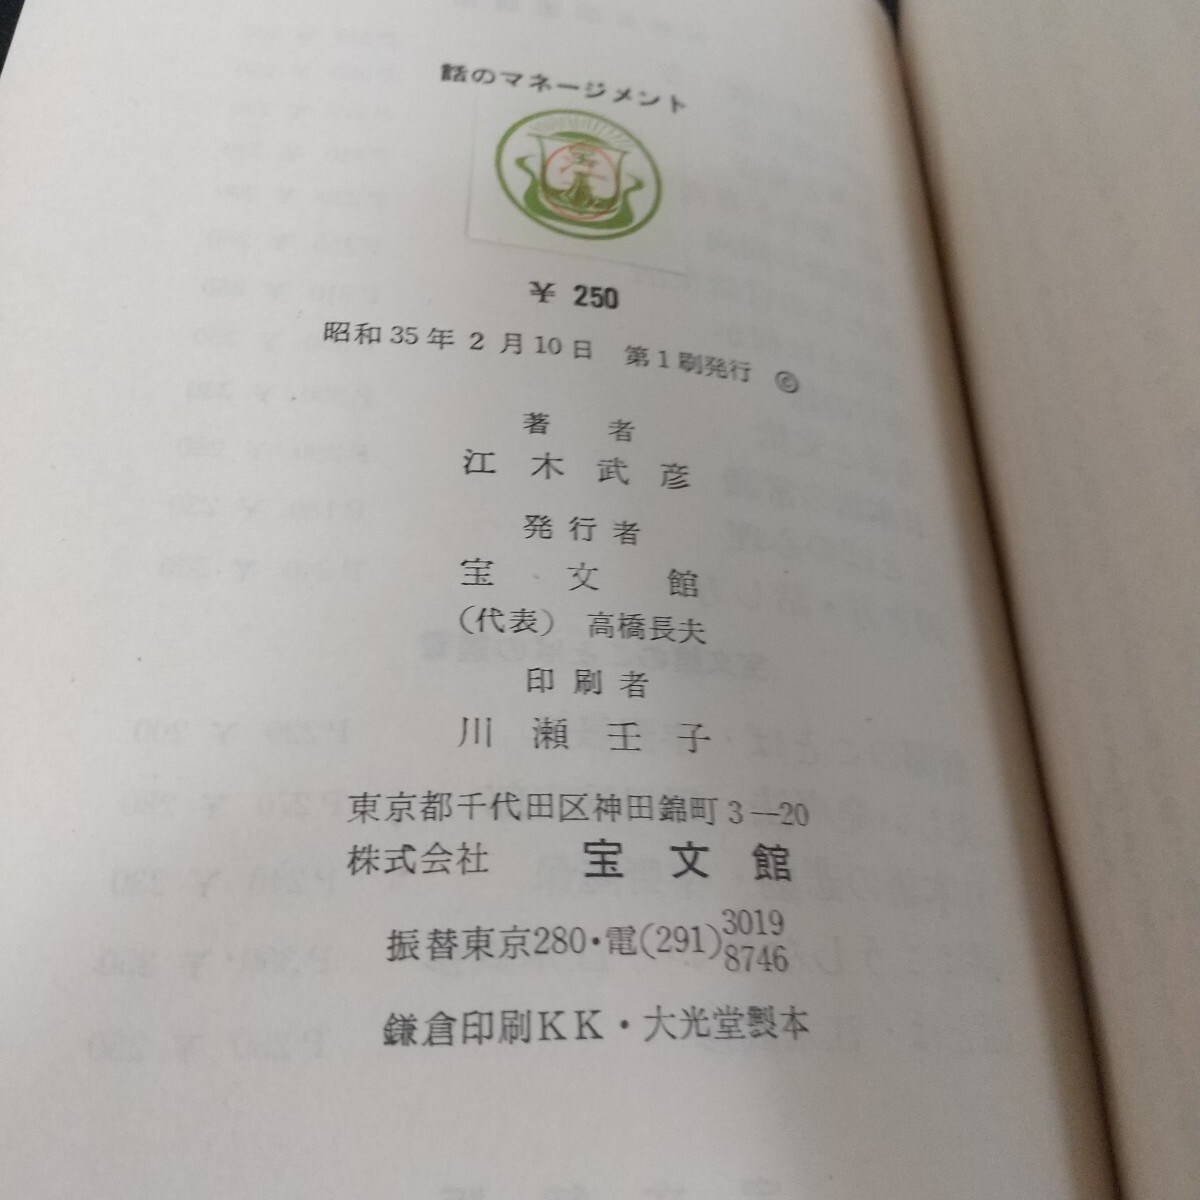 話のマネージメント
¥ 250
昭和35年2月10日 第1刷発行 ©
著者
江木武彦
発行者
宝文館
(代表) 高橋長夫
印刷者
川瀬壬子
東京都千代田区神田錦町3—20
株式会社 宝文館
振替東京280・電(291)3019
8746
鎌倉印刷KK・大光堂製本